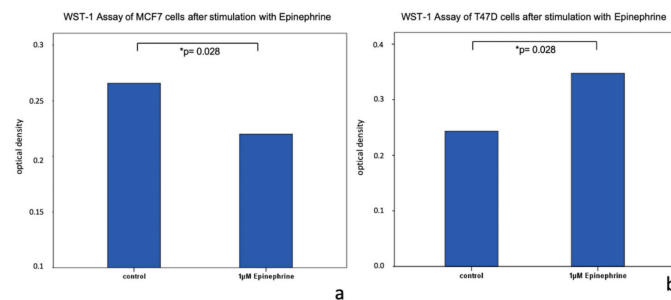 WST-1 Assay of MCF7 cells after stimulation with Epinephrine
*p= 0.028
0.3
0.25
0.2
0.15
0.1
optical density
control
1µM Epinephrine
a
WST-1 Assay of T47D cells after stimulation with Epinephrine
*p= 0.028
0.4
0.3
0.2
0.1
0.0
optical density
control
1µM Epinephrine
b